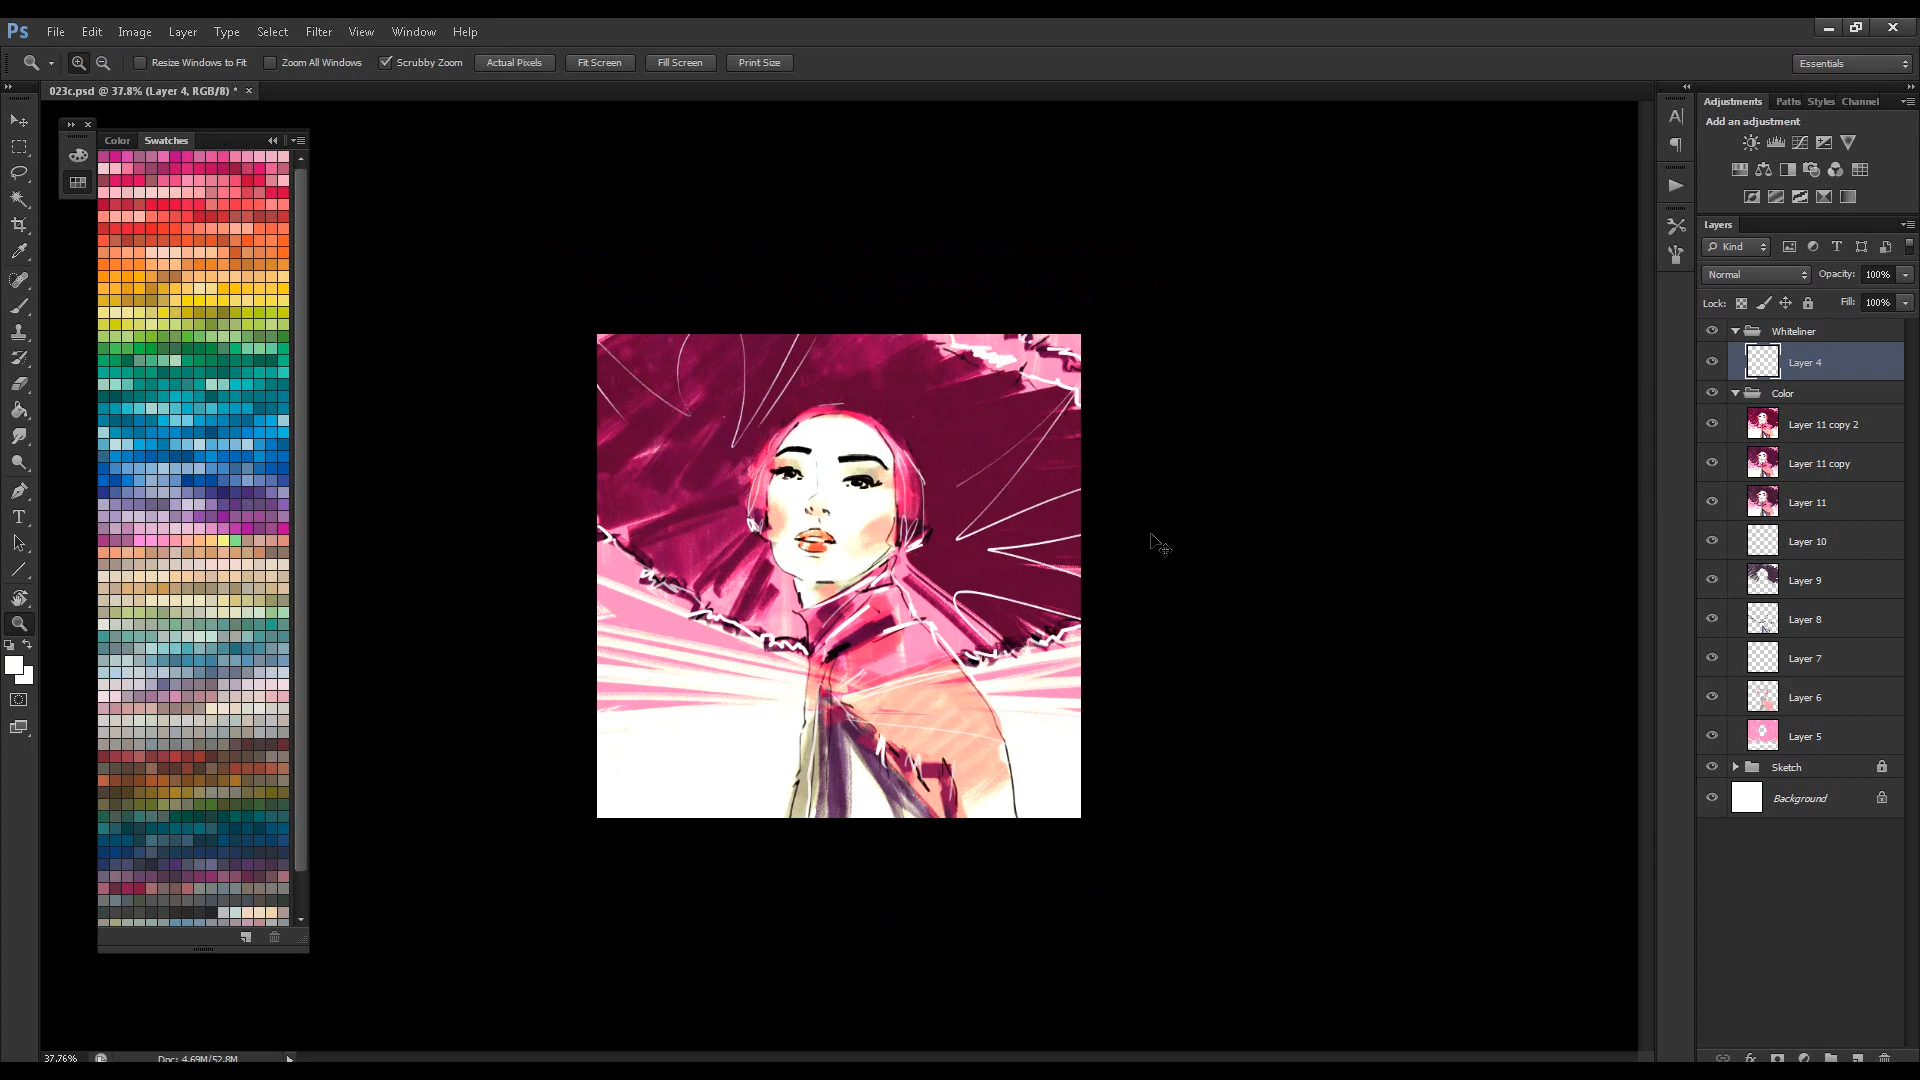 Ps File Edit Image Layer Type Select Filter View Window Help
Resize Windows to Fit Zoom All Windows Scrubby Zoom Actual Pixels Fit Screen Fill Screen Print Size Essentials
023c.psd @ 37.8% (Layer 4, RGB/8) *
Color Swatches
Adjustments Paths Styles Channel
Add an adjustment
Layers
Kind
Normal Opacity: 100%
Lock: Fill: 100%
Whiteliner
Layer 4
Color
Layer 11 copy 2
Layer 11 copy
Layer 11
Layer 10
Layer 9
Layer 8
Layer 7
Layer 6
Layer 5
Sketch
Background
37.76% Doc: 4.69M/52.8M